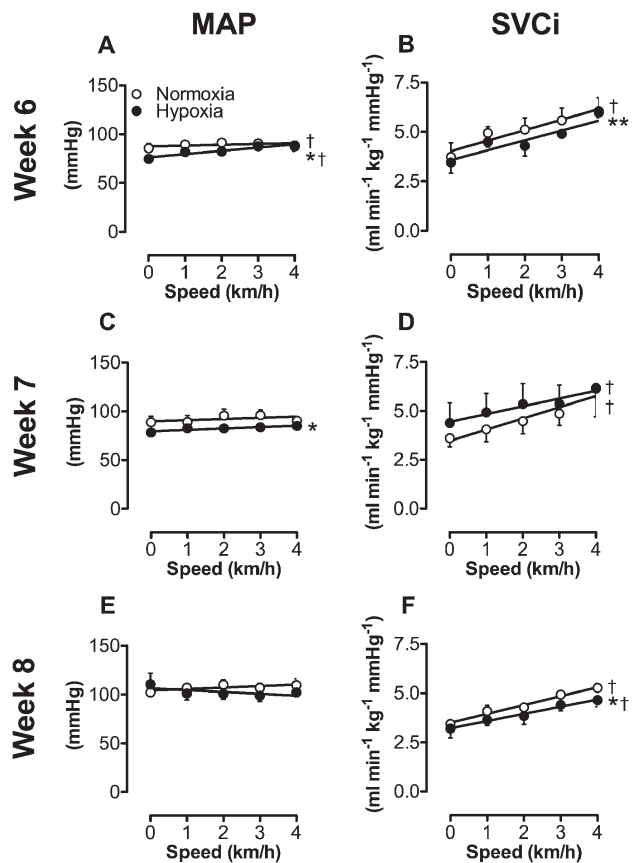 MAP
SVCi
Week 6
A
150
100
50
0
(mmHg)
Normoxia
Hypoxia
†
*†
0 1 2 3 4
Speed (km/h)
B
7.5
5.0
2.5
0.0
(ml min⁻¹ kg⁻¹ mmHg⁻¹)
†
**
0 1 2 3 4
Speed (km/h)
Week 7
C
150
100
50
0
(mmHg)
*
0 1 2 3 4
Speed (km/h)
D
7.5
5.0
2.5
0.0
(ml min⁻¹ kg⁻¹ mmHg⁻¹)
†
†
0 1 2 3 4
Speed (km/h)
Week 8
E
150
100
50
0
(mmHg)
0 1 2 3 4
Speed (km/h)
F
7.5
5.0
2.5
0.0
(ml min⁻¹ kg⁻¹ mmHg⁻¹)
†
*†
0 1 2 3 4
Speed (km/h)